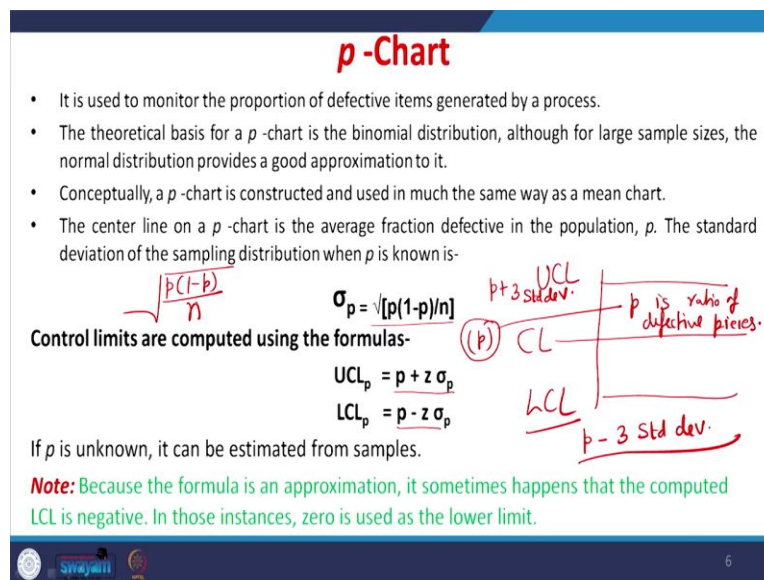 p -Chart
• It is used to monitor the proportion of defective items generated by a process.
• The theoretical basis for a p -chart is the binomial distribution, although for large sample sizes, the
normal distribution provides a good approximation to it.
• Conceptually, a p -chart is constructed and used in much the same way as a mean chart.
• The center line on a p -chart is the average fraction defective in the population, p. The standard
deviation of the sampling distribution when p is known is-
√p(1-p)/n
σp = √[p(1-p)/n]
UCL
p+3 Std dev.
p is ratio of
defective pieces.
(p) CL
Control limits are computed using the formulas-
UCLp = p + z σp
LCLp = p - z σp
LCL
p - 3 Std dev.
If p is unknown, it can be estimated from samples.
Note: Because the formula is an approximation, it sometimes happens that the computed
LCL is negative. In those instances, zero is used as the lower limit.
swayam
6